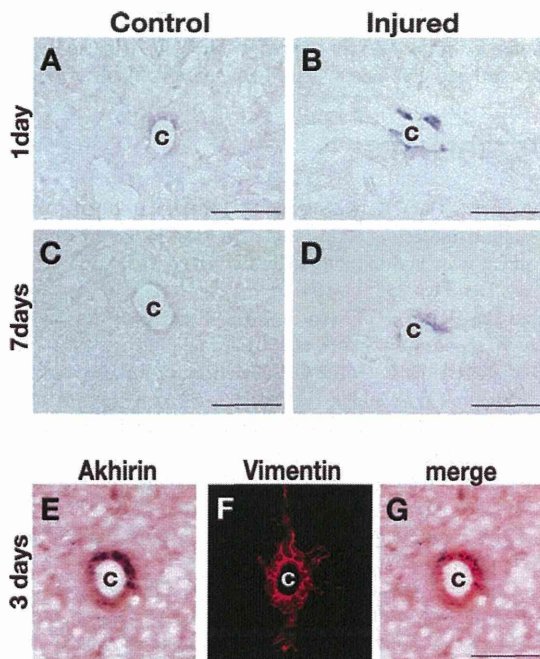 Control Injured
A B
1day
C C
C D
7days
C C
Akhirin Vimentin merge
E F G
3 days
C C C